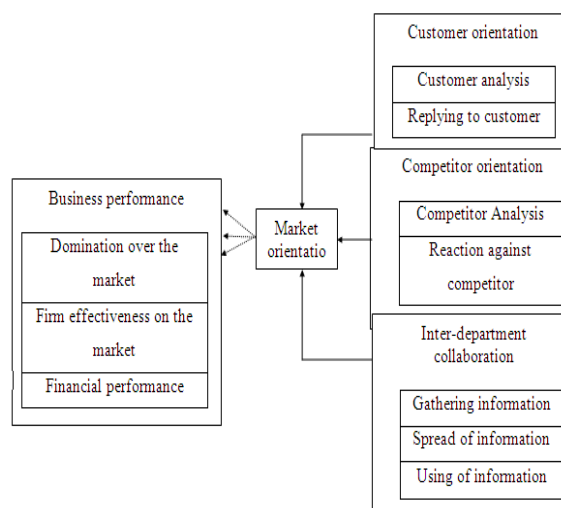 Customer orientation
Customer analysis
Replying to customer
Competitor orientation
Competitor Analysis
Reaction against
competitor
Inter-department
collaboration
Gathering information
Spread of information
Using of information
Market
orientatio
Business performance
Domination over the
market
Firm effectiveness on the
market
Financial performance